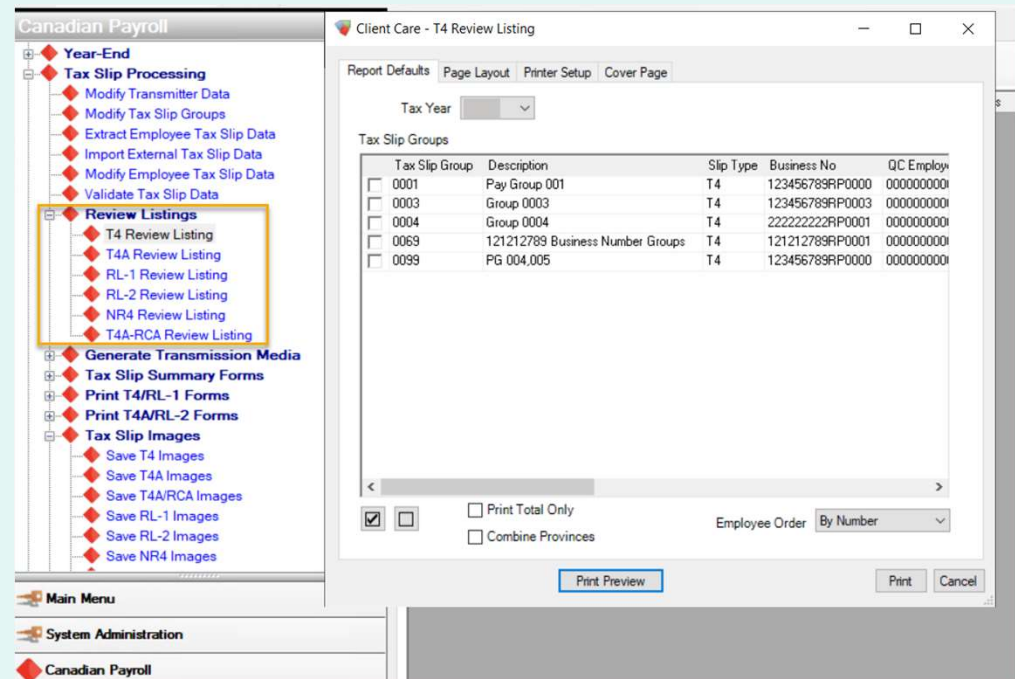 Canadian Payroll
Year-End
Tax Slip Processing
Modify Transmitter Data
Modify Tax Slip Groups
Extract Employee Tax Slip Data
Import External Tax Slip Data
Modify Employee Tax Slip Data
Validate Tax Slip Data
Review Listings
T4 Review Listing
T4A Review Listing
RL-1 Review Listing
RL-2 Review Listing
NR4 Review Listing
T4A-RCA Review Listing
Generate Transmission Media
Tax Slip Summary Forms
Print T4/RL-1 Forms
Print T4A/RL-2 Forms
Tax Slip Images
Save T4 Images
Save T4A Images
Save T4A/RCA Images
Save RL-1 Images
Save RL-2 Images
Save NR4 Images
Main Menu
System Administration
Canadian Payroll
Client Care - T4 Review Listing
Report Defaults Page Layout Printer Setup Cover Page
Tax Year
Tax Slip Groups
Tax Slip Group Description Slip Type Business No QC Employ
0001 Pay Group 001 T4 123456789RP0000 000000000
0003 Group 0003 T4 123456789RP0003 000000000
0004 Group 0004 T4 222222222RP0001 000000000
0069 121212789 Business Number Groups T4 121212789RP0001 000000000
0099 PG 004,005 T4 123456789RP0000 000000000
Print Total Only
Combine Provinces
Employee Order By Number
Print Preview Print Cancel
s